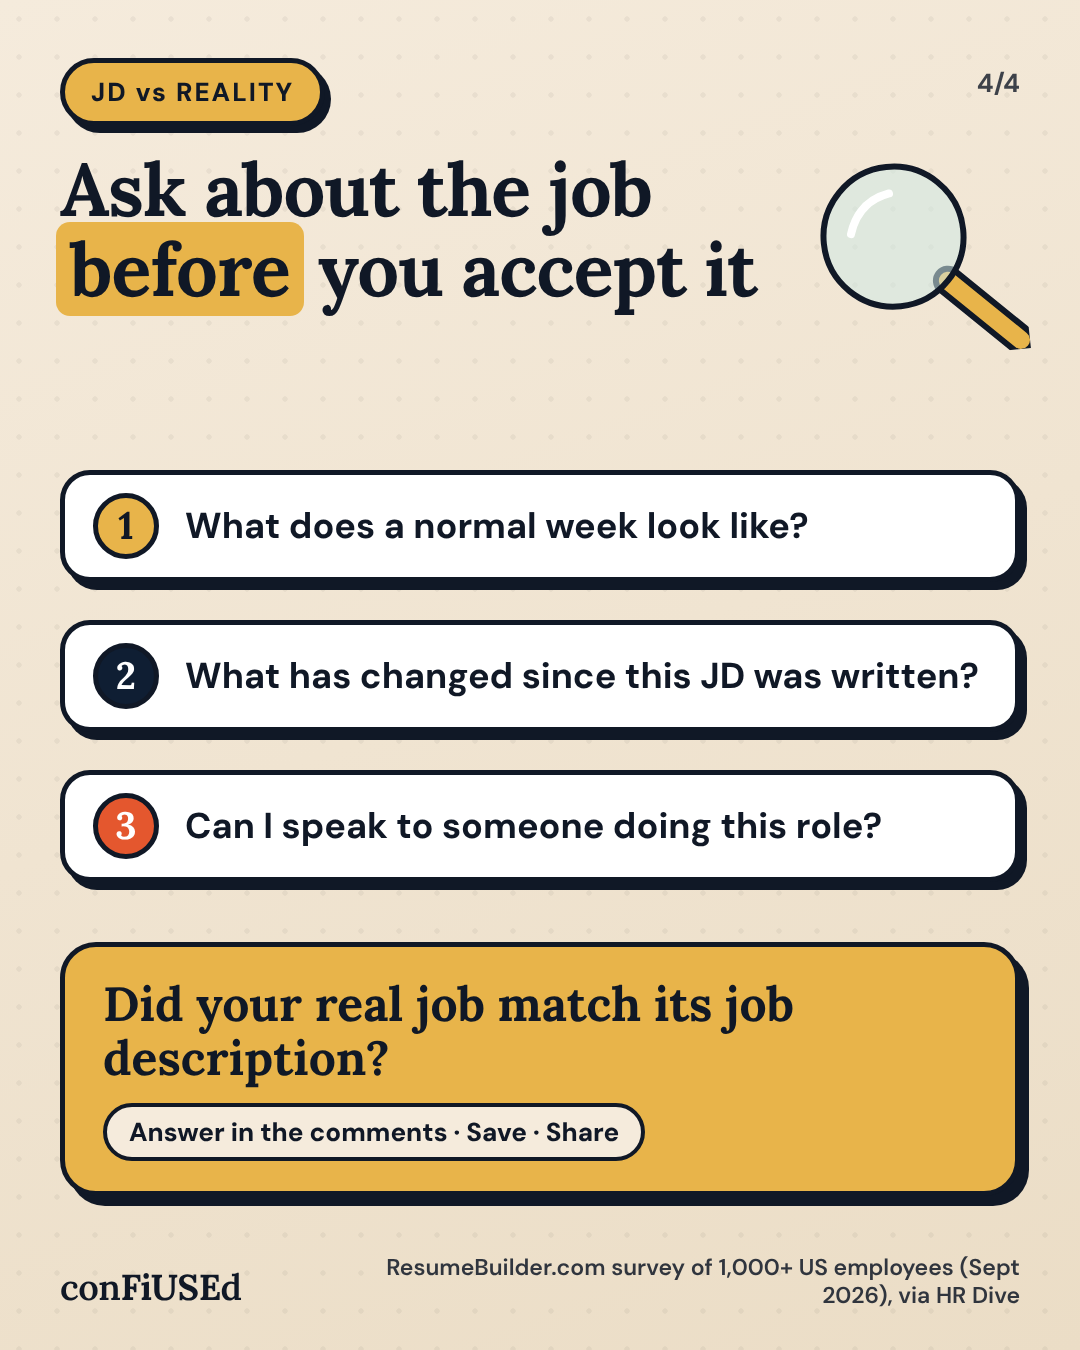 JD vs REALITY
4/4
Ask about the job
before you accept it
1 What does a normal week look like?
2 What has changed since this JD was written?
3 Can I speak to someone doing this role?
Did your real job match its job
description?
Answer in the comments · Save · Share
conFiUSEd
ResumeBuilder.com survey of 1,000+ US employees (Sept
2026), via HR Dive